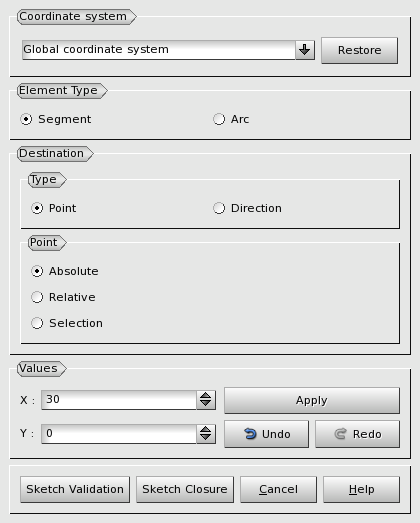 Coordinate system
Global coordinate system
Restore
Element Type
Segment
Arc
Destination
Type
Point
Direction
Point
Absolute
Relative
Selection
Values
X : 30
Apply
Y : 0
Undo
Redo
Sketch Validation
Sketch Closure
Cancel
Help